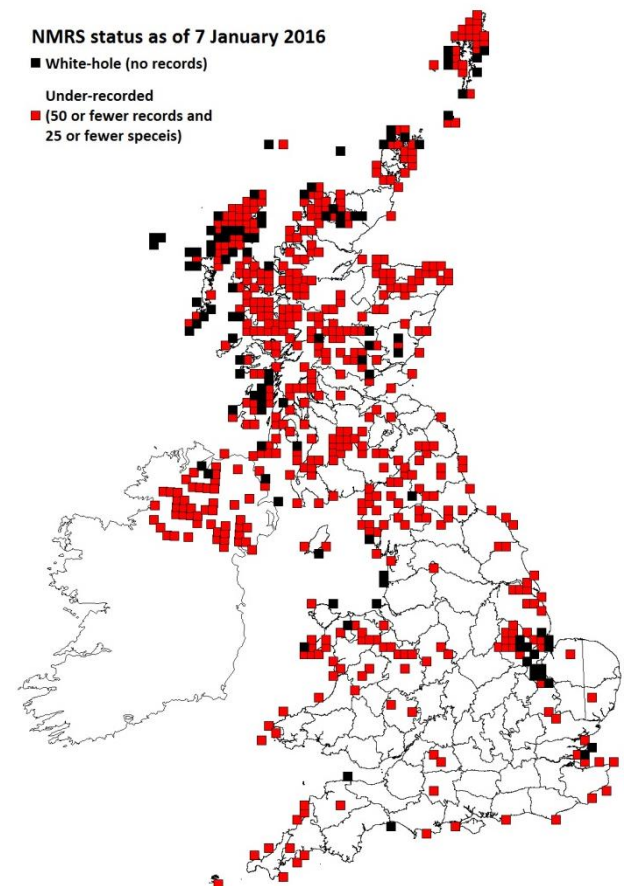 NMRS status as of 7 January 2016
White-hole (no records)
Under-recorded
(50 or fewer records and
25 or fewer speceis)